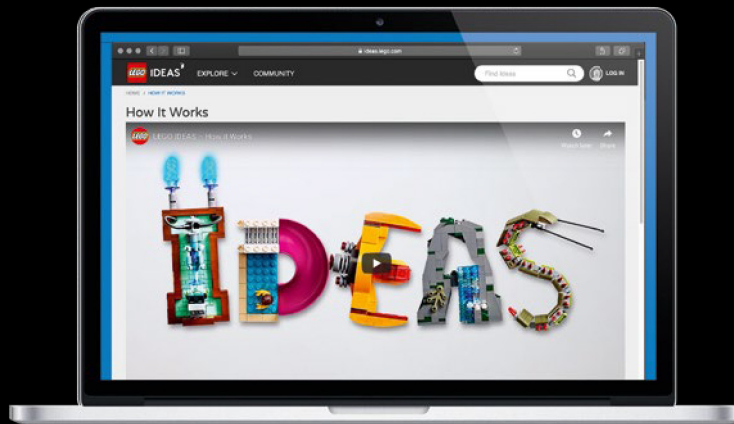 ideas.lego.com
LEGO IDEAS EXPLORE COMMUNITY Find Ideas LOG IN
HOME / HOW IT WORKS
How It Works
LEGO LEGO IDEAS - How it Works
Watch later Share
IDEAS